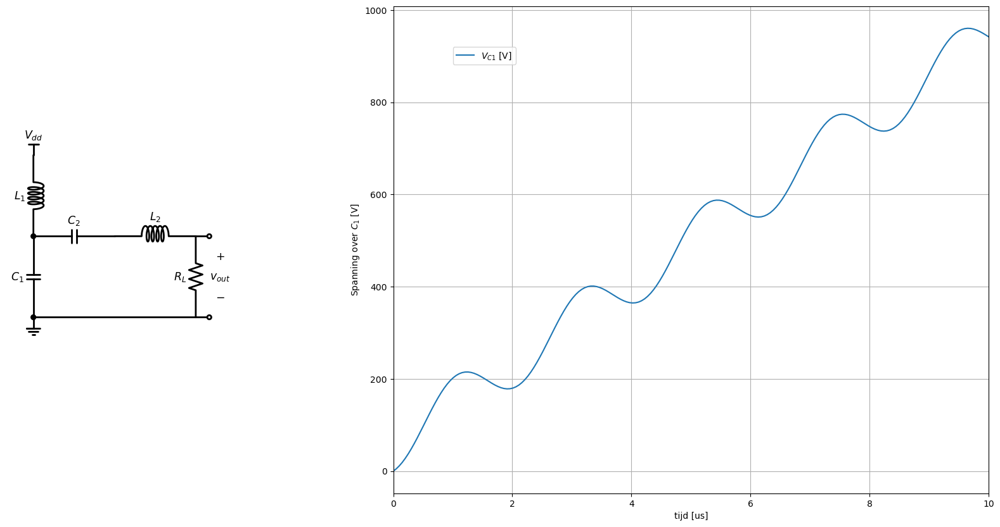 V_dd
L_1
C_2
L_2
C_1
R_L
+
v_out
−
1000
800
600
400
200
0
Spanning over C_1 [V]
V_C1 [V]
0 2 4 6 8 10
tijd [us]